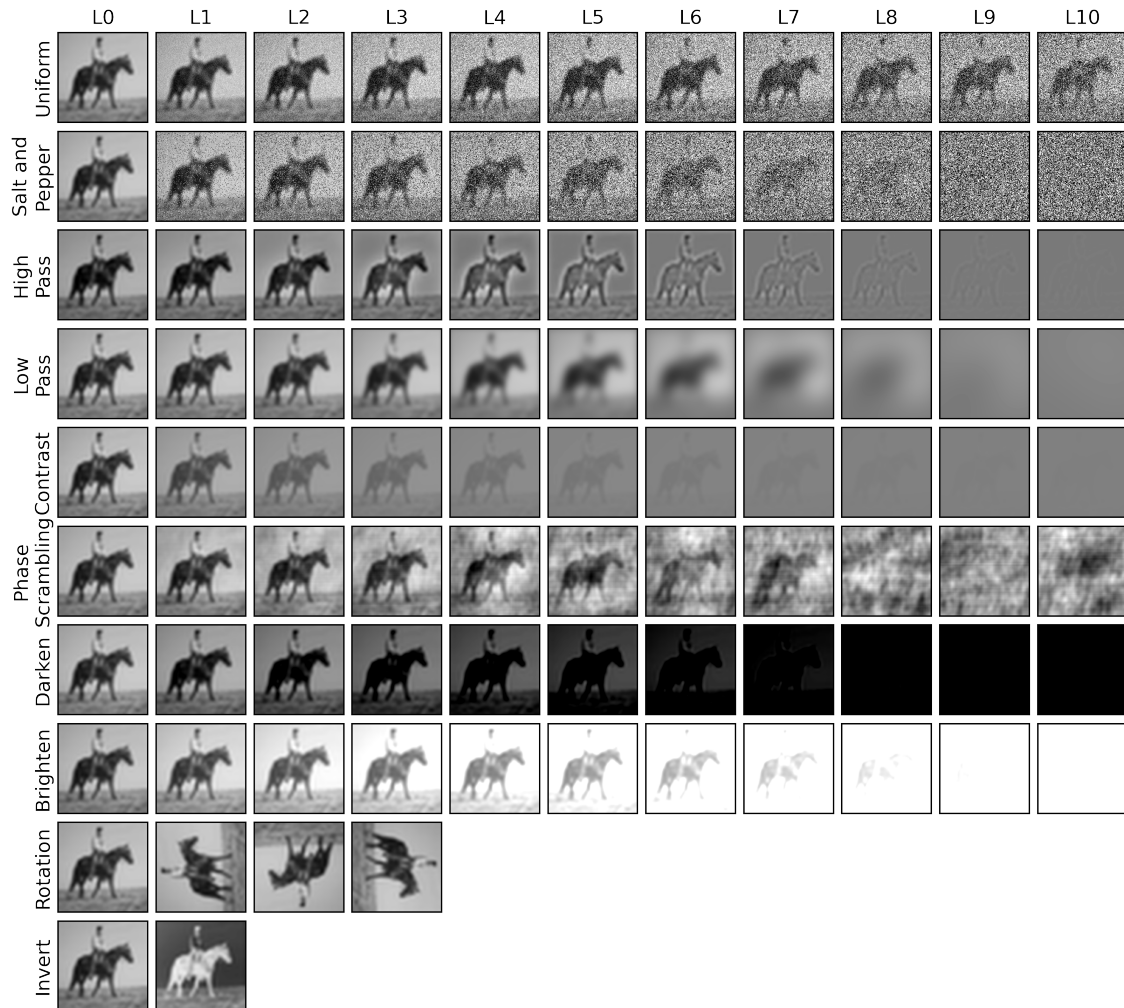 L0 L1 L2 L3 L4 L5 L6 L7 L8 L9 L10
Uniform
Salt and
Pepper
High
Pass
Low
Pass
Contrast
Phase
Scrambling
Darken
Brighten
Rotation
Invert